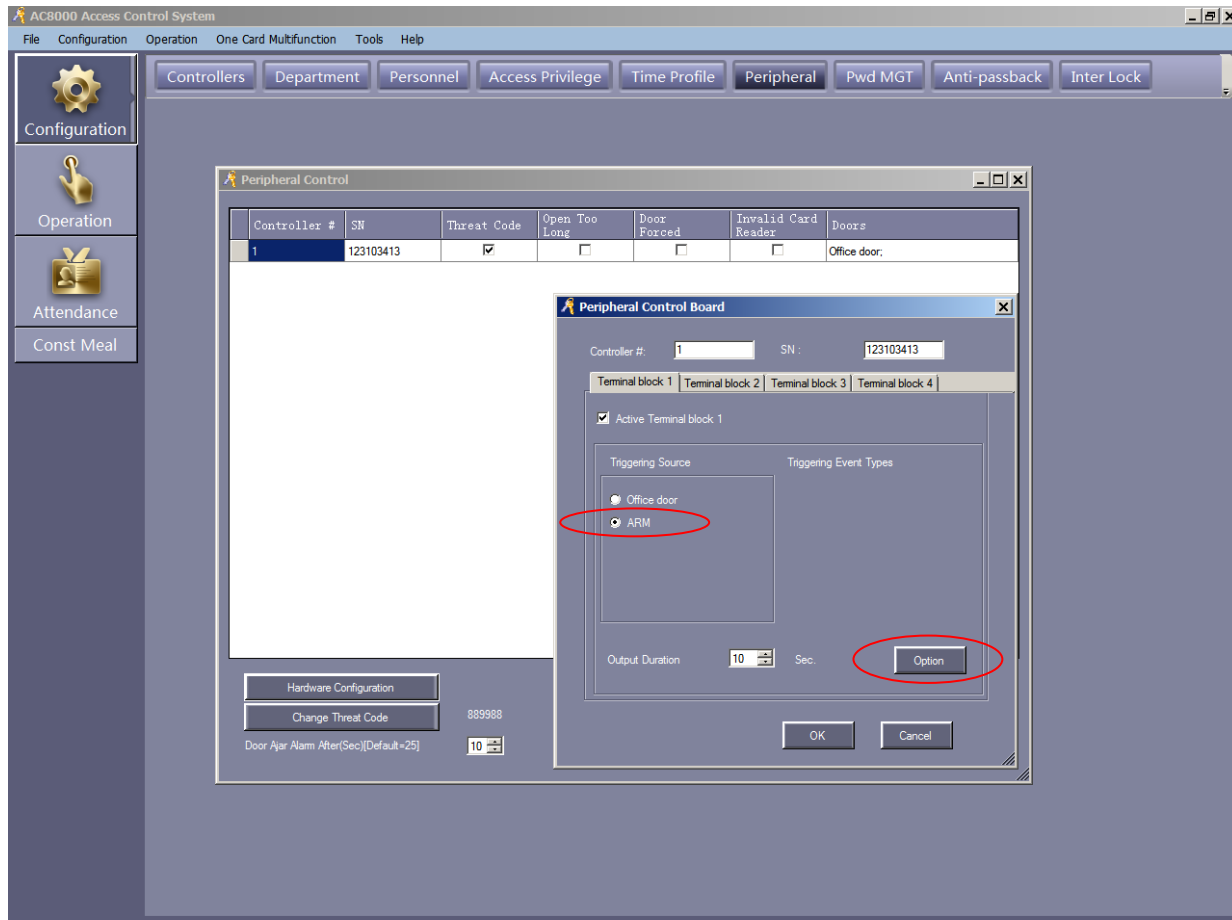 AC8000 Access Control System
File Configuration Operation One Card Multifunction Tools Help
Controllers Department Personnel Access Privilege Time Profile Peripheral Pwd MGT Anti-passback Inter Lock
Configuration
Operation
Attendance
Const Meal
Peripheral Control
Controller # SN Threat Code Open Too Long Door Forced Invalid Card Reader Doors
1 123103413 Office door;
Peripheral Control Board
Controller #: 1 SN : 123103413
Terminal block 1 Terminal block 2 Terminal block 3 Terminal block 4
Active Terminal block 1
Triggering Source Triggering Event Types
Office door
ARM
Output Duration 10 Sec. Option
OK Cancel
Hardware Configuration
Change Threat Code 889988
Door Ajar Alarm After(Sec)[Default=25] 10